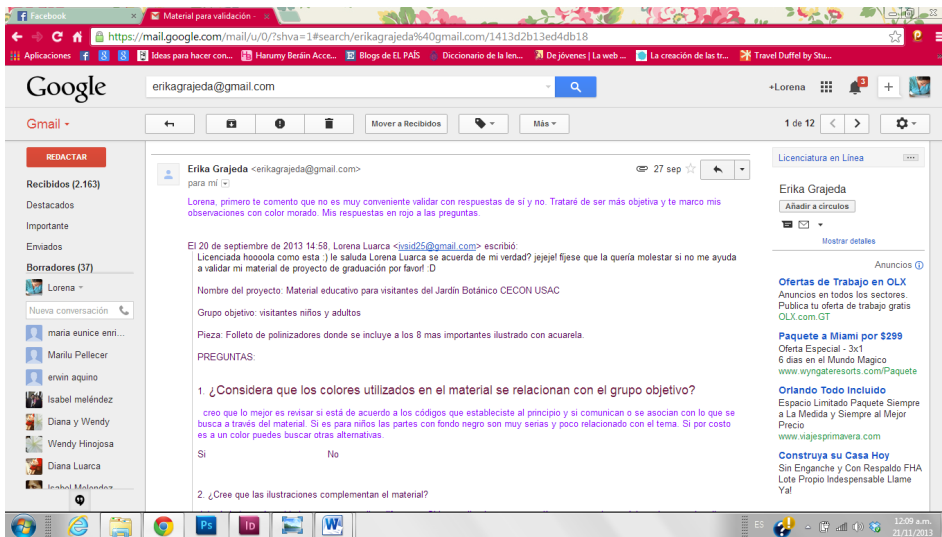 Facebook
Material para validación -
https://mail.google.com/mail/u/0/?shva=1#search/erikagrajeda%40gmail.com/1413d2b13ed4db18
Aplicaciones
Ideas para hacer con...
Harumy Beráin Acce...
Blogs de EL PAÍS
Diccionario de la len...
De jóvenes | La web ...
La creación de las tr...
Travel Duffel by Stu...
Google
erikagrajeda@gmail.com
+Lorena
3
Gmail
Mover a Recibidos
Más
1 de 12
REDACTAR
Recibidos (2.163)
Destacados
Importante
Enviados
Borradores (37)
Lorena
Nueva conversación
maria eunice enri...
Marilu Pellecer
erwin aquino
Isabel meléndez
Diana y Wendy
Wendy Hinojosa
Diana Luarca
Isabel Melendez
Erika Grajeda <erikagrajeda@gmail.com>
27 sep
para mí
Lorena, primero te comento que no es muy conveniente validar con respuestas de sí y no. Trataré de ser más objetiva y te marco mis
observaciones con color morado. Mis respuestas en rojo a las preguntas.
El 20 de septiembre de 2013 14:58, Lorena Luarca <ivsid25@gmail.com> escribió:
Licenciada hoooola como esta :) le saluda Lorena Luarca se acuerda de mi verdad? jejeje! fíjese que la quería molestar si no me ayuda
a validar mi material de proyecto de graduación por favor! :D
Nombre del proyecto: Material educativo para visitantes del Jardín Botánico CECON USAC
Grupo objetivo: visitantes niños y adultos
Pieza: Folleto de polinizadores donde se incluye a los 8 mas importantes ilustrado con acuarela.
PREGUNTAS:
1. ¿Considera que los colores utilizados en el material se relacionan con el grupo objetivo?
creo que lo mejor es revisar si está de acuerdo a los códigos que estableciste al principio y si comunican o se asocian con lo que se
busca a través del material. Si es para niños las partes con fondo negro son muy serias y poco relacionado con el tema. Si por costo
es a un color puedes buscar otras alternativas.
Si No
2. ¿Cree que las ilustraciones complementan el material?
Licenciatura en Línea
Erika Grajeda
Añadir a círculos
Mostrar detalles
Anuncios
Ofertas de Trabajo en OLX
Anuncios en todos los sectores.
Publica tu oferta de trabajo gratis
OLX.com.GT
Paquete a Miami por $299
Oferta Especial - 3x1
6 dias en el Mundo Magico
www.wyngateresorts.com/Paquete
Orlando Todo Incluido
Espacio Limitado Paquete Siempre
a La Medida y Siempre al Mejor
Precio
www.viajesprimavera.com
Construya su Casa Hoy
Sin Enganche y Con Respaldo FHA
Lote Propio Indespensable Llame
Ya!
Ps
Id
W
ES
12:09 a.m.
21/11/2013